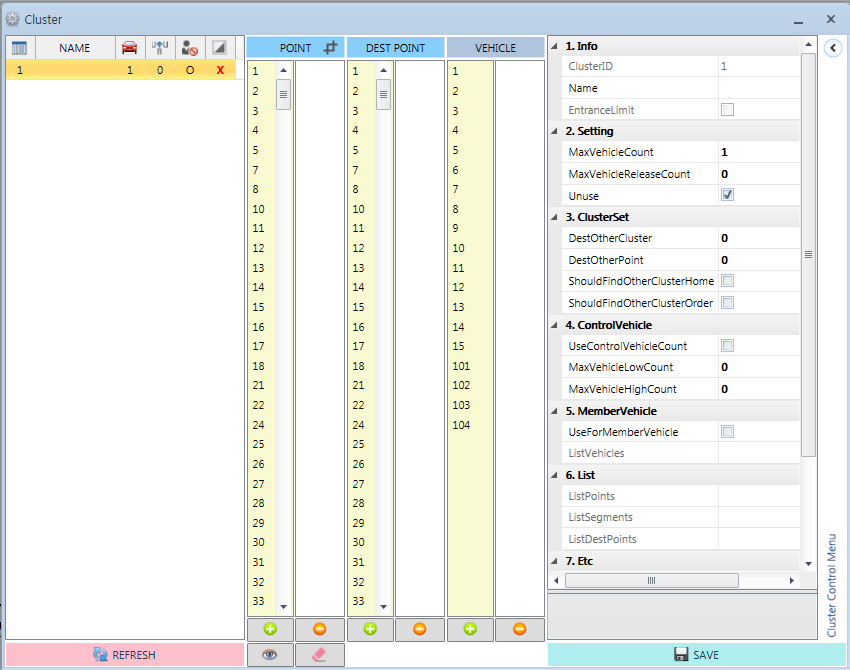 Cluster
NAME
1 1 0 O X
POINT
1
2
3
4
5
7
8
10
11
12
13
14
15
16
17
18
21
22
24
25
26
27
28
29
30
31
32
33
DEST POINT
1
2
3
4
5
7
8
10
11
12
13
14
15
16
17
18
21
22
24
25
26
27
28
29
30
31
32
33
VEHICLE
1
2
3
4
5
6
7
8
9
10
11
12
13
14
15
101
102
103
104
1. Info
ClusterID 1
Name
EntranceLimit
2. Setting
MaxVehicleCount 1
MaxVehicleReleaseCount 0
Unuse
3. ClusterSet
DestOtherCluster 0
DestOtherPoint 0
ShouldFindOtherClusterHome
ShouldFindOtherClusterOrder
4. ControlVehicle
UseControlVehicleCount
MaxVehicleLowCount 0
MaxVehicleHighCount 0
5. MemberVehicle
UseForMemberVehicle
ListVehicles
6. List
ListPoints
ListSegments
ListDestPoints
7. Etc
Cluster Control Menu
REFRESH
SAVE